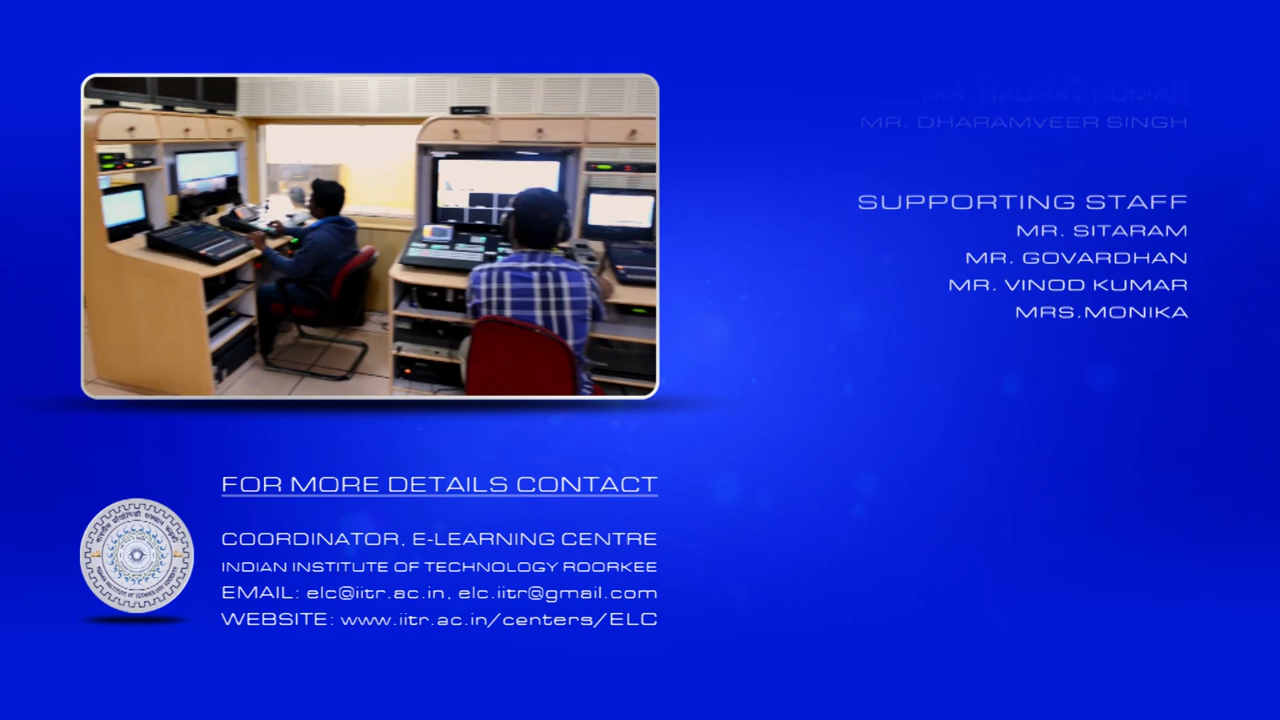 MR. DHARAMVEER SINGH
SUPPORTING STAFF
MR. SITARAM
MR. GOVARDHAN
MR. VINOD KUMAR
MRS.MONIKA
FOR MORE DETAILS CONTACT
COORDINATOR, E-LEARNING CENTRE
INDIAN INSTITUTE OF TECHNOLOGY ROORKEE
EMAIL: elc@iitr.ac.in, elc.iitr@gmail.com
WEBSITE: www.iitr.ac.in/centers/ELC